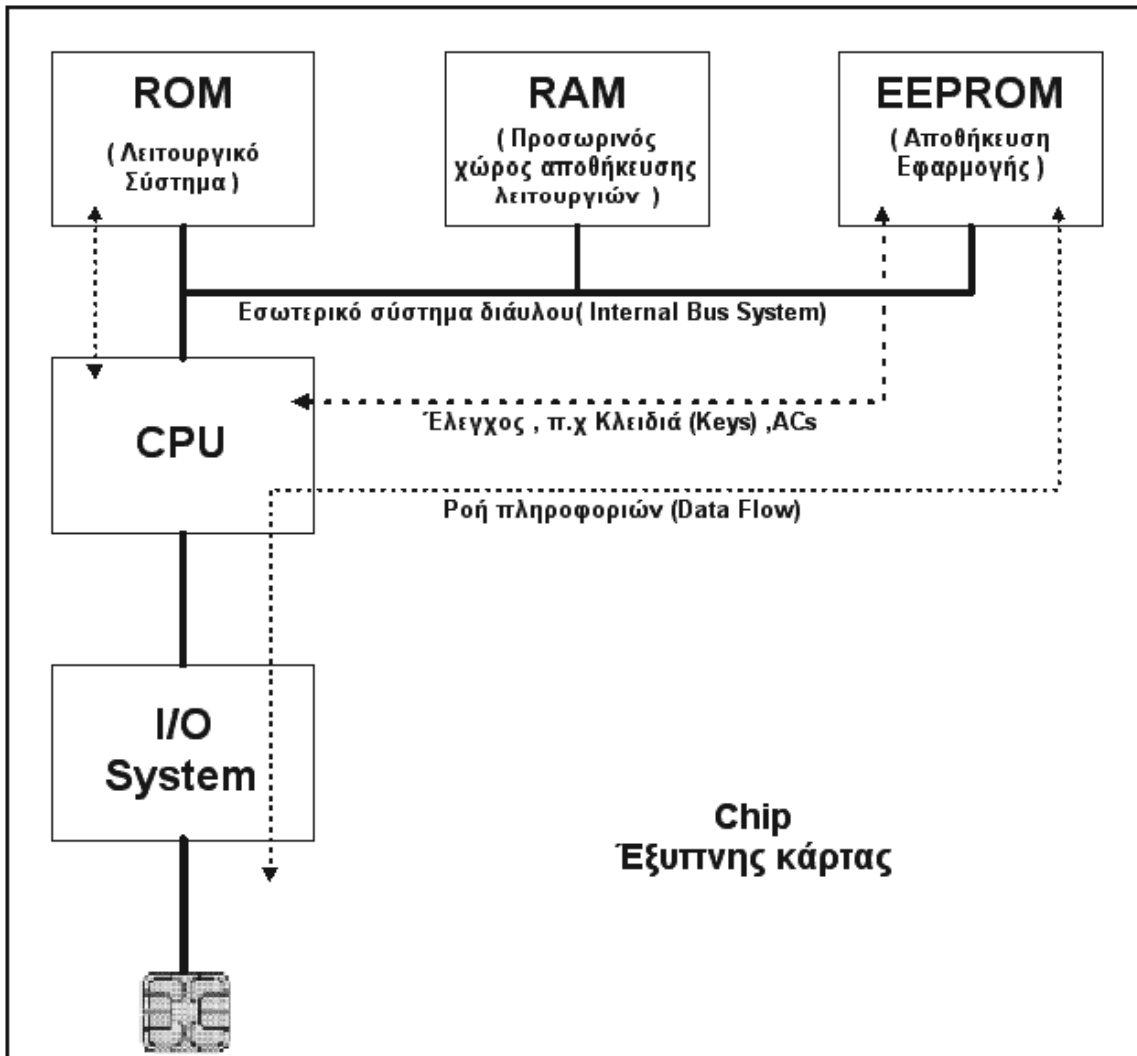 ROM
( Λειτουργικό
Σύστημα )
RAM
( Προσωρινός
χώρος αποθήκευσης
λειτουργιών )
EEPROM
( Αποθήκευση
Εφαρμογής )
Εσωτερικό σύστημα διάυλου( Internal Bus System)
CPU
Έλεγχος , π.χ Κλειδιά (Keys) ,ACs
Ροή πληροφοριών (Data Flow)
I/O
System
Chip
Έξυπνης κάρτας